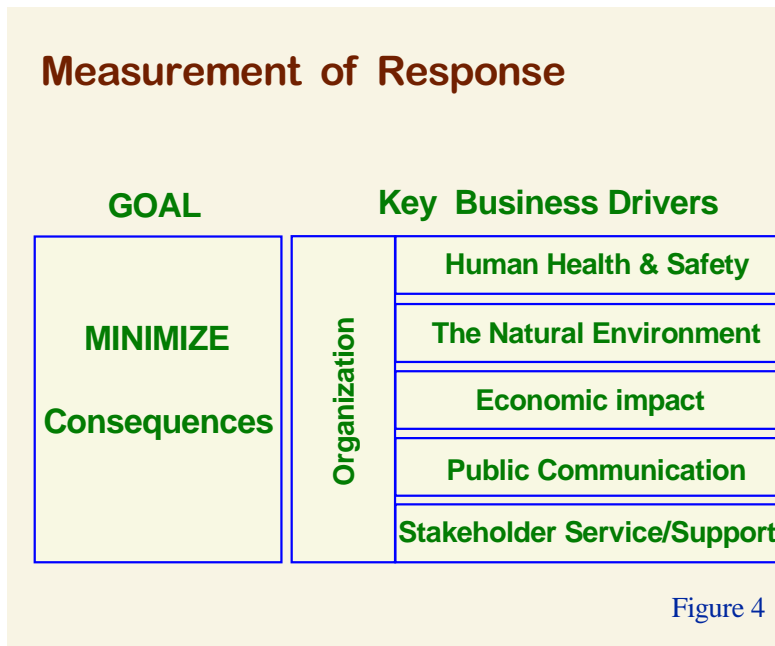 Measurement of Response
GOAL
Key Business Drivers
MINIMIZE
Consequences
Organization
Human Health & Safety
The Natural Environment
Economic impact
Public Communication
Stakeholder Service/Support
Figure 4